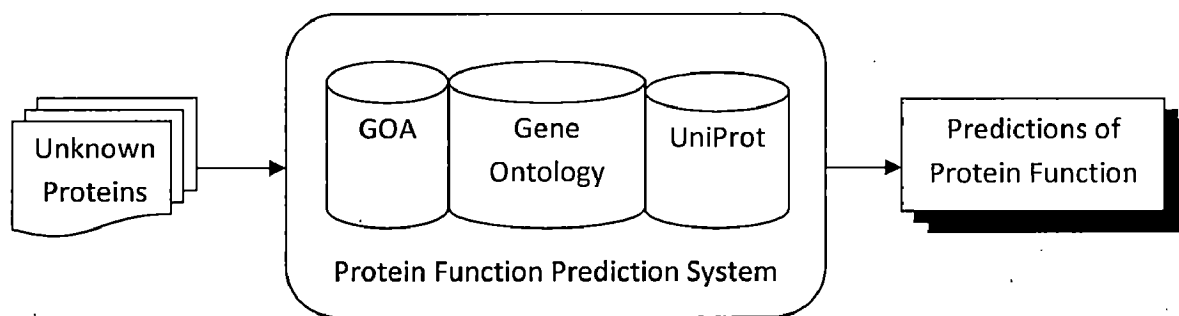 Unknown
Proteins
GOA
Gene
Ontology
UniProt
Protein Function Prediction System
Predictions of
Protein Function